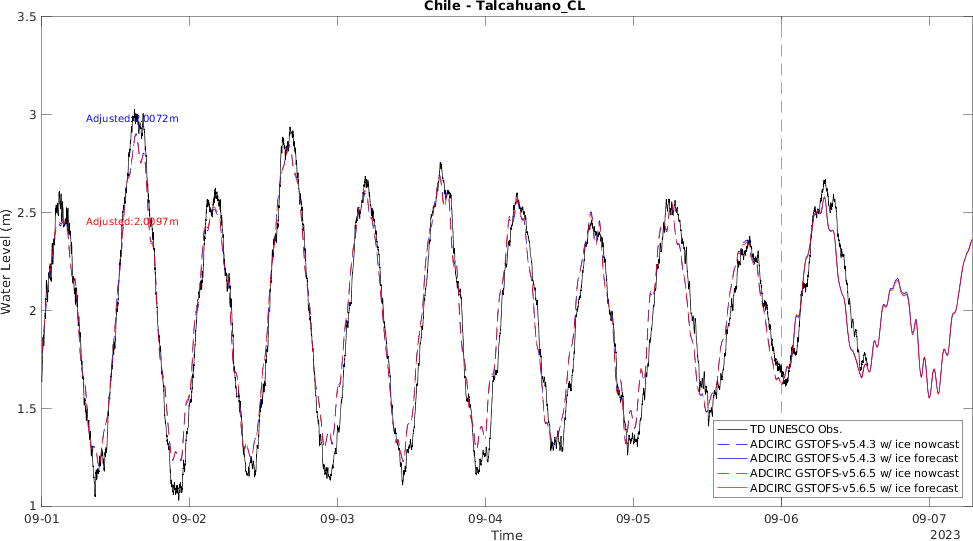 Chile - Talcahuano_CL
3.5
3
2.5
2
1.5
1
Water Level (m)
Adjusted: .0072m
Adjusted:2.0097m
TD UNESCO Obs.
ADCIRC GSTOFS-v5.4.3 w/ ice nowcast
ADCIRC GSTOFS-v5.4.3 w/ ice forecast
ADCIRC GSTOFS-v5.6.5 w/ ice nowcast
ADCIRC GSTOFS-v5.6.5 w/ ice forecast
09-01 09-02 09-03 09-04 09-05 09-06 09-07
Time
2023